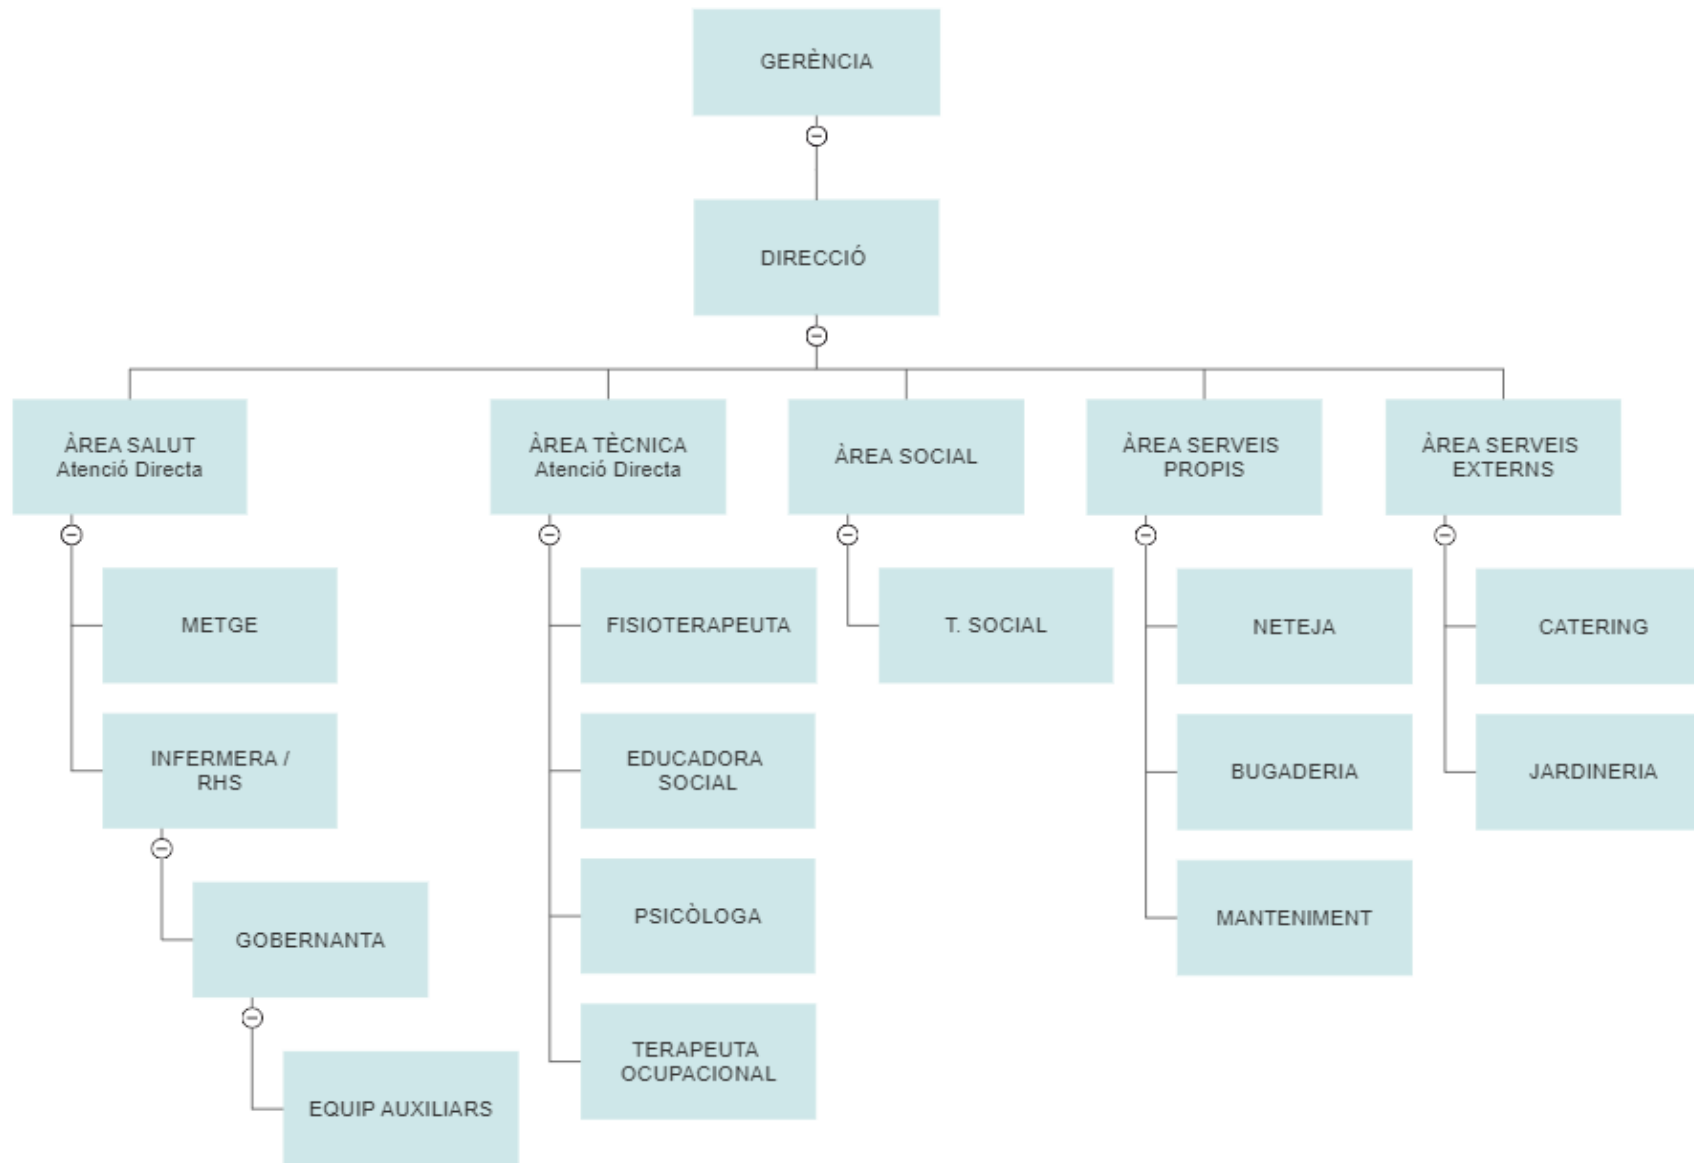 GERÈNCIA
DIRECCIÓ
ÀREA SALUT
Atenció Directa
METGE
INFERMERA /
RHS
GOBERNANTA
EQUIP AUXILIARS
ÀREA TÈCNICA
Atenció Directa
FISIOTERAPEUTA
EDUCADORA
SOCIAL
PSICÒLOGA
TERAPEUTA
OCUPACIONAL
ÀREA SOCIAL
T. SOCIAL
ÀREA SERVEIS
PROPIS
NETEJA
BUGADERIA
MANTENIMENT
ÀREA SERVEIS
EXTERNS
CATERING
JARDINERIA